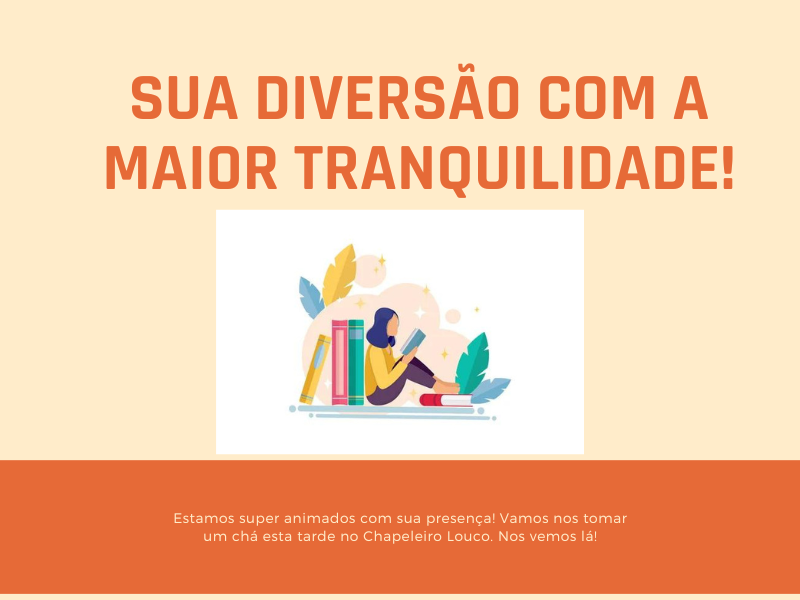 SUA DIVERSÃO COM A
MAIOR TRANQUILIDADE!
Estamos super animados com sua presença! Vamos nos tomar
um chá esta tarde no Chapeleiro Louco. Nos vemos lá!